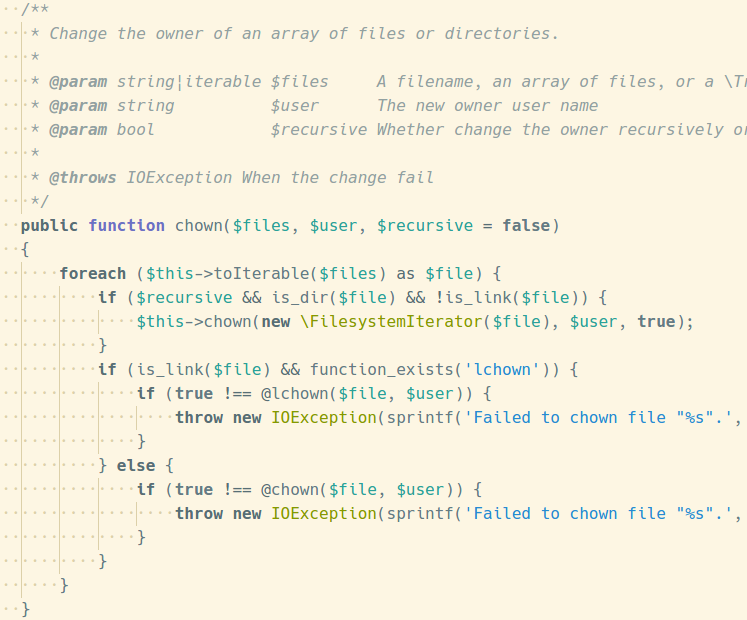 /**
* Change the owner of an array of files or directories.
*
* @param string|iterable $files     A filename, an array of files, or a \Tr
* @param string          $user      The new owner user name
* @param bool            $recursive Whether change the owner recursively or
*
* @throws IOException When the change fail
*/
public function chown($files, $user, $recursive = false)
{
foreach ($this->toIterable($files) as $file) {
if ($recursive && is_dir($file) && !is_link($file)) {
$this->chown(new \FilesystemIterator($file), $user, true);
}
if (is_link($file) && function_exists('lchown')) {
if (true !== @lchown($file, $user)) {
throw new IOException(sprintf('Failed to chown file "%s".',
}
} else {
if (true !== @chown($file, $user)) {
throw new IOException(sprintf('Failed to chown file "%s".',
}
}
}
}